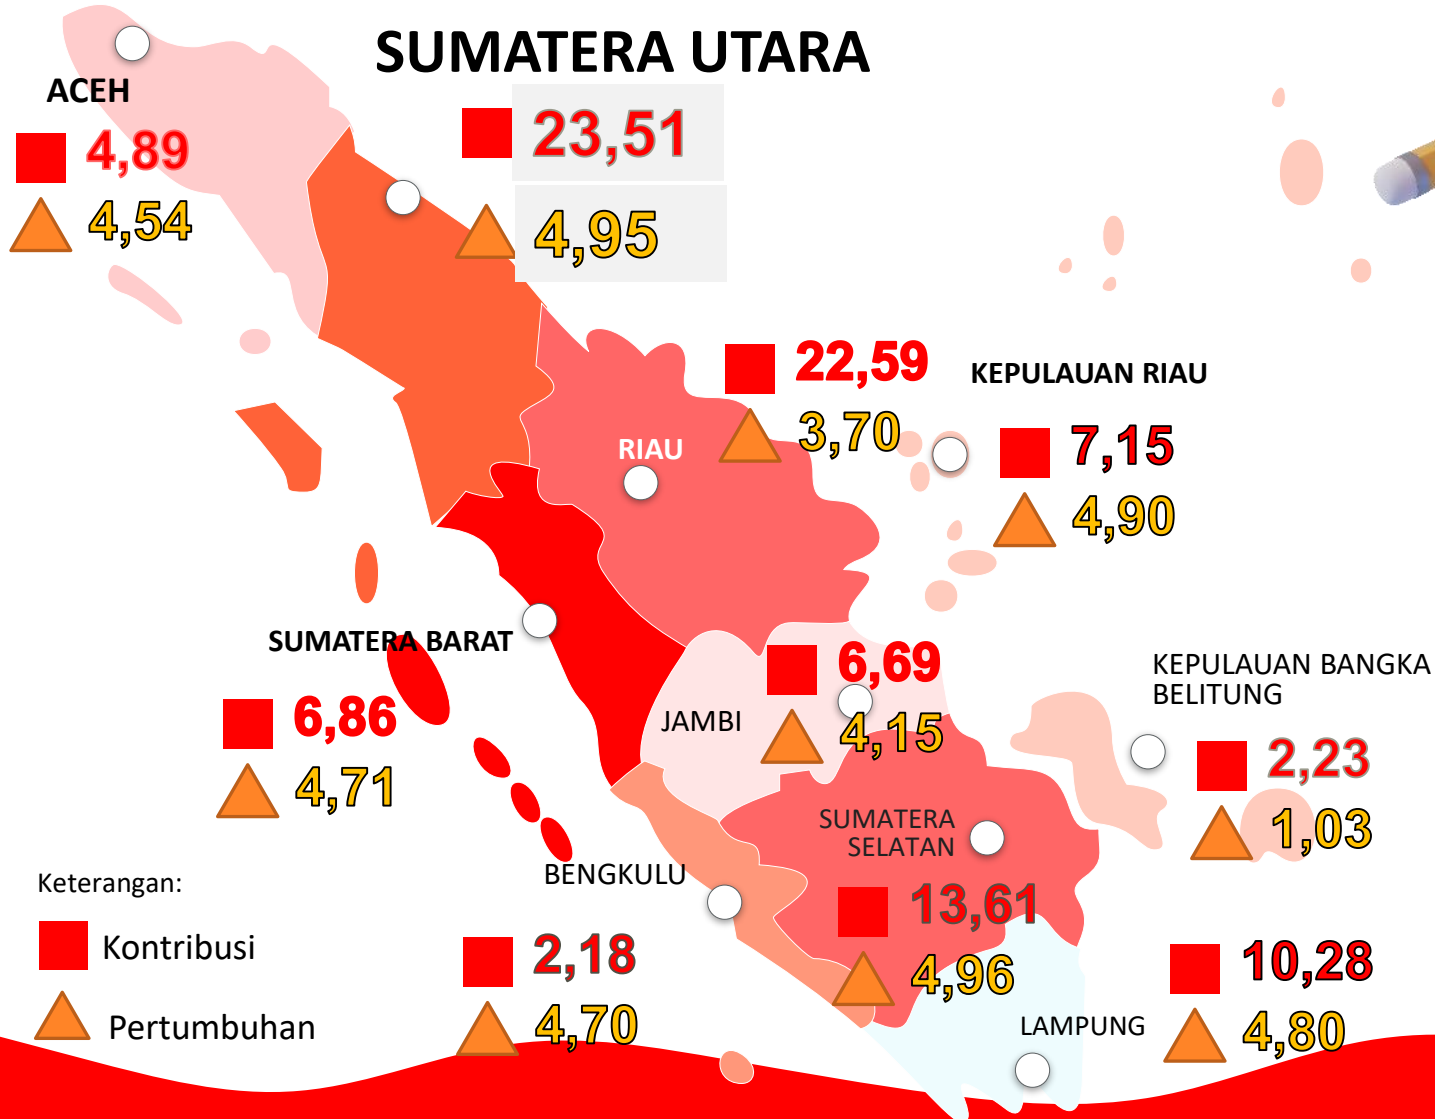 SUMATERA UTARA
23,51
4,95
ACEH
4,89
4,54
22,59
3,70
RIAU
KEPULAUAN RIAU
7,15
4,90
SUMATERA BARAT
6,86
4,71
6,69
JAMBI
4,15
KEPULAUAN BANGKA
BELITUNG
2,23
1,03
SUMATERA
SELATAN
13,61
4,96
BENGKULU
2,18
4,70
10,28
LAMPUNG
4,80
Keterangan:
Kontribusi
Pertumbuhan